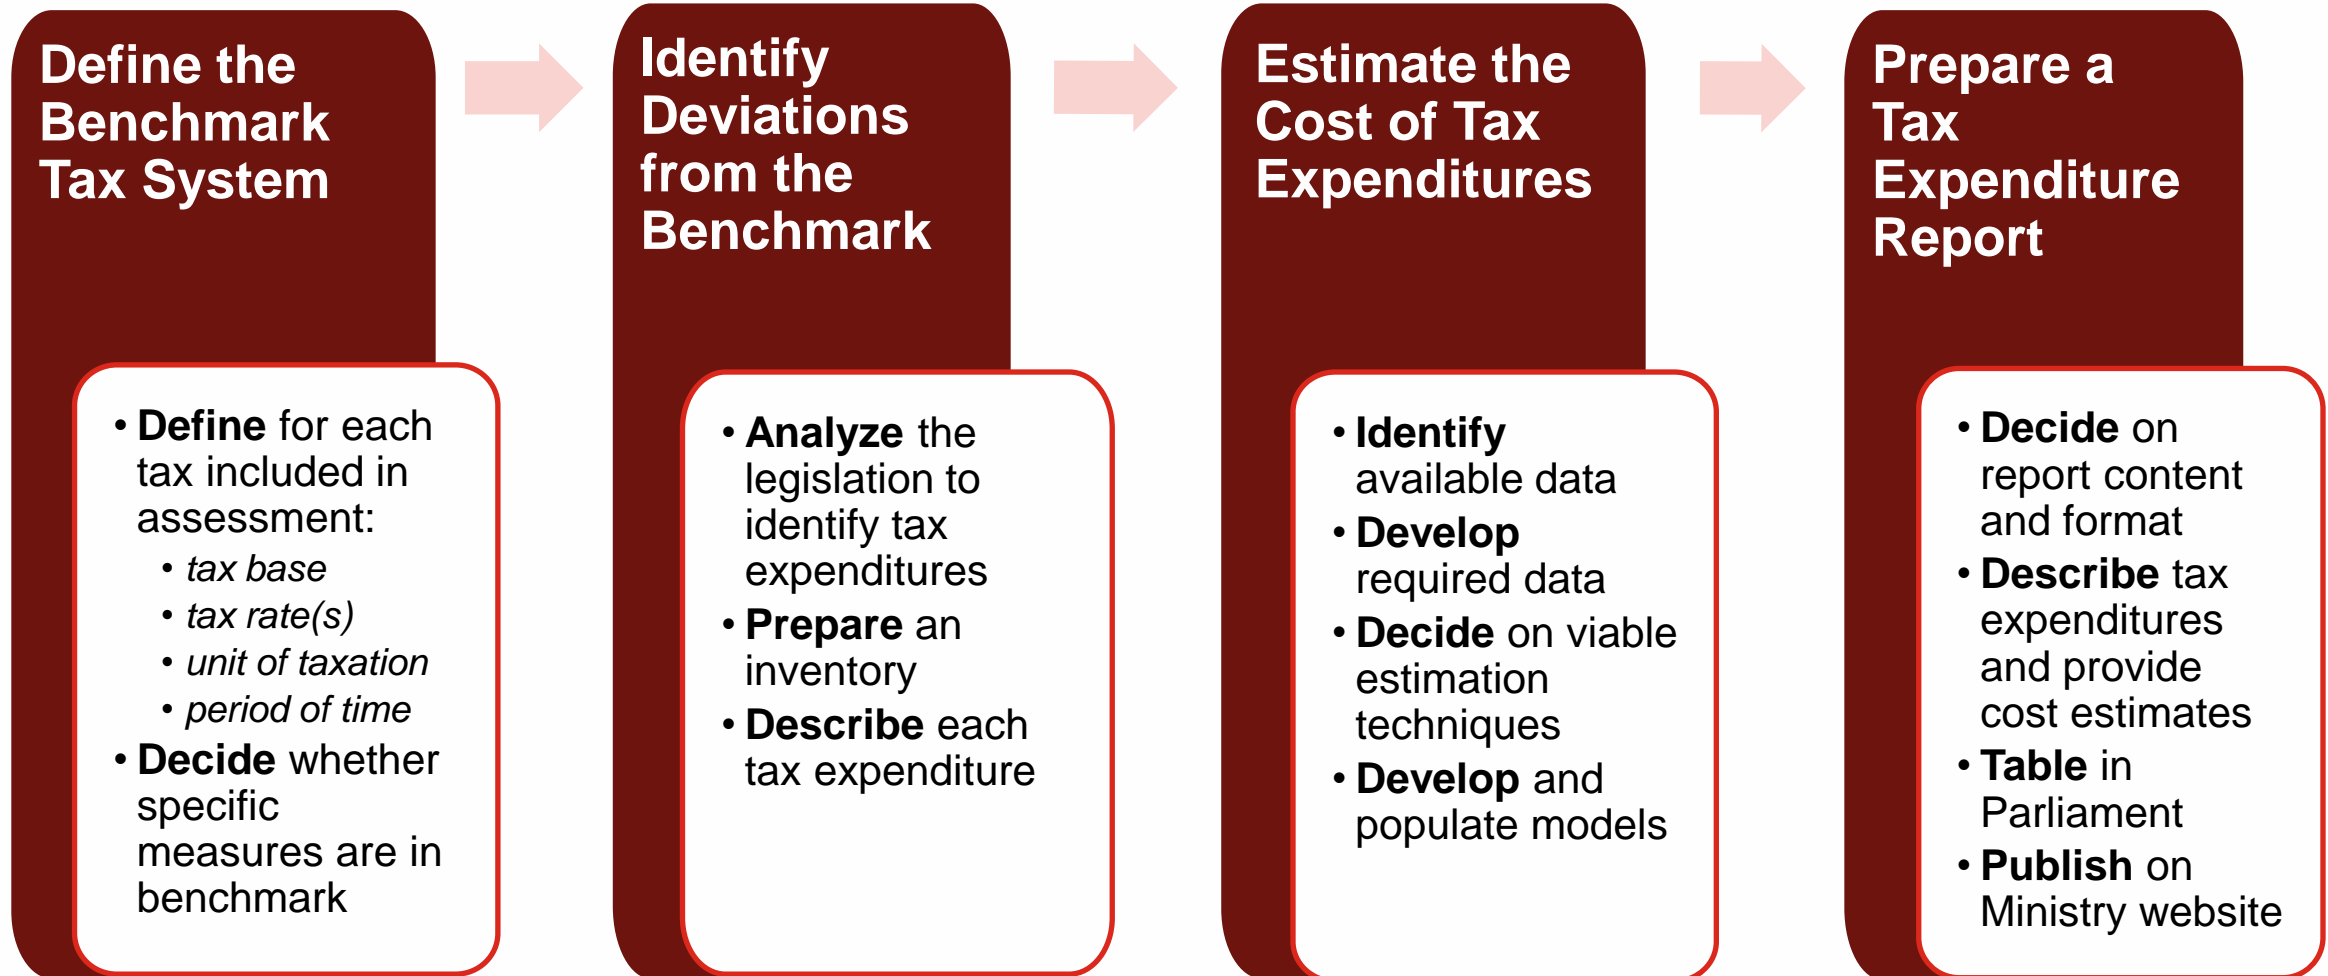 Define the
Benchmark
Tax System
• Define for each
tax included in
assessment:
• tax base
• tax rate(s)
• unit of taxation
• period of time
• Decide whether
specific
measures are in
benchmark
Identify
Deviations
from the
Benchmark
• Analyze the
legislation to
identify tax
expenditures
• Prepare an
inventory
• Describe each
tax expenditure
Estimate the
Cost of Tax
Expenditures
• Identify
available data
• Develop
required data
• Decide on viable
estimation
techniques
• Develop and
populate models
Prepare a
Tax
Expenditure
Report
• Decide on
report content
and format
• Describe tax
expenditures
and provide
cost estimates
• Table in
Parliament
• Publish on
Ministry website